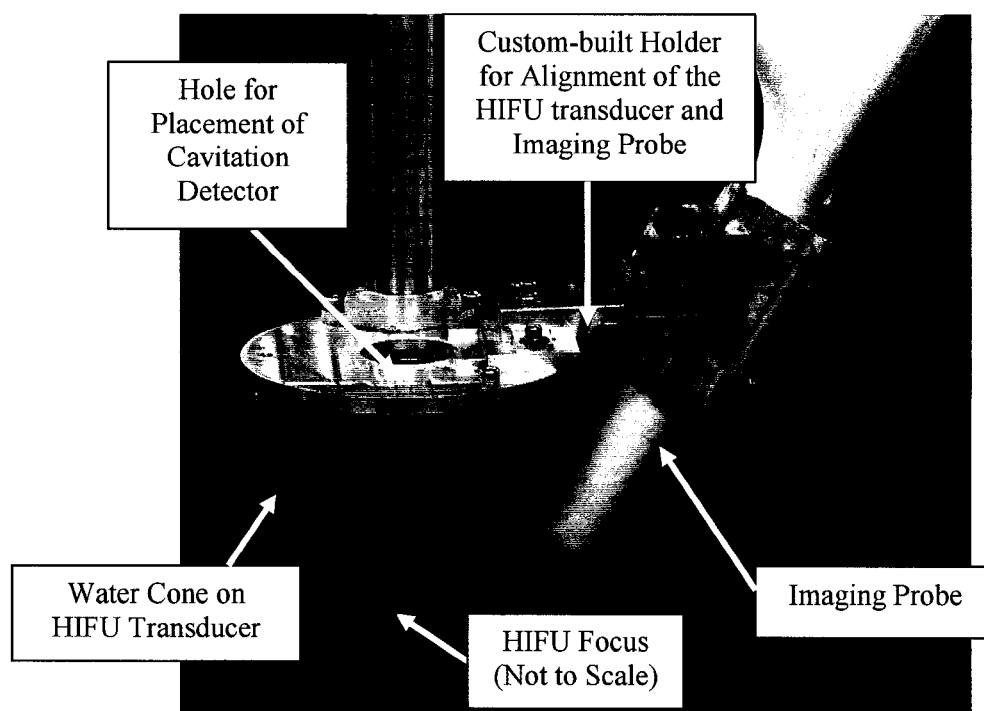 Hole for
Placement of
Cavitation
Detector
Custom-built Holder
for Alignment of the
HIFU transducer and
Imaging Probe
Water Cone on
HIFU Transducer
HIFU Focus
(Not to Scale)
Imaging Probe